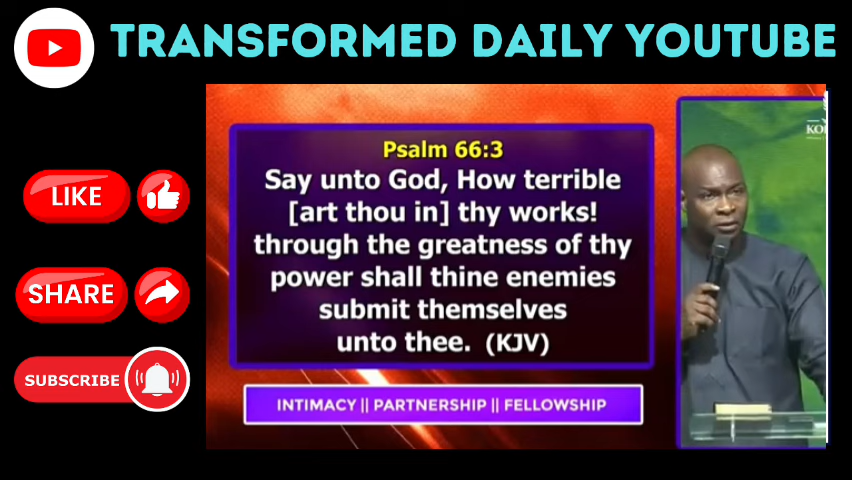 TRANSFORMED DAILY YOUTUBE
LIKE
SHARE
SUBSCRIBE
Psalm 66:3
Say unto God, How terrible
[art thou in] thy works!
through the greatness of thy
power shall thine enemies
submit themselves
unto thee. (KJV)
INTIMACY || PARTNERSHIP || FELLOWSHIP